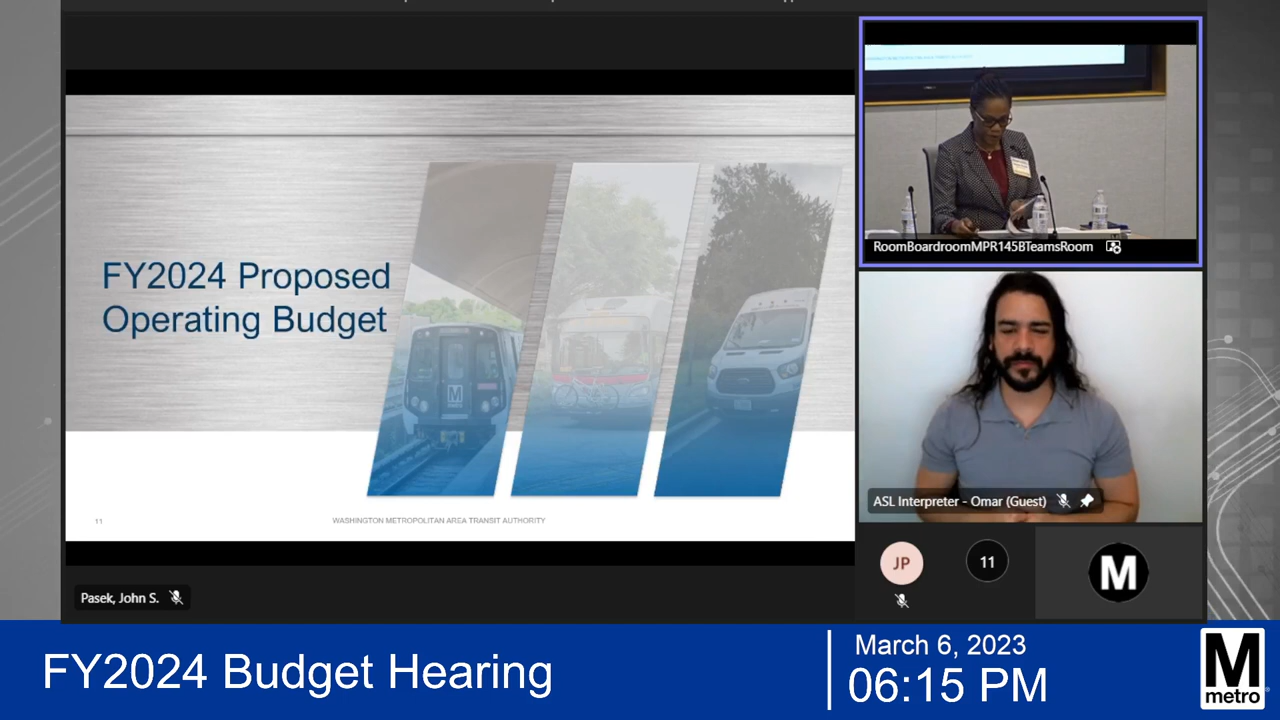 FY2024 Proposed
Operating Budget
M
11
WASHINGTON METROPOLITAN AREA TRANSIT AUTHORITY
Pasek, John S.
RoomBoardroomMPR145BTeamsRoom
ASL Interpreter - Omar (Guest)
JP
11
M
FY2024 Budget Hearing
March 6, 2023
06:15 PM
M
metro